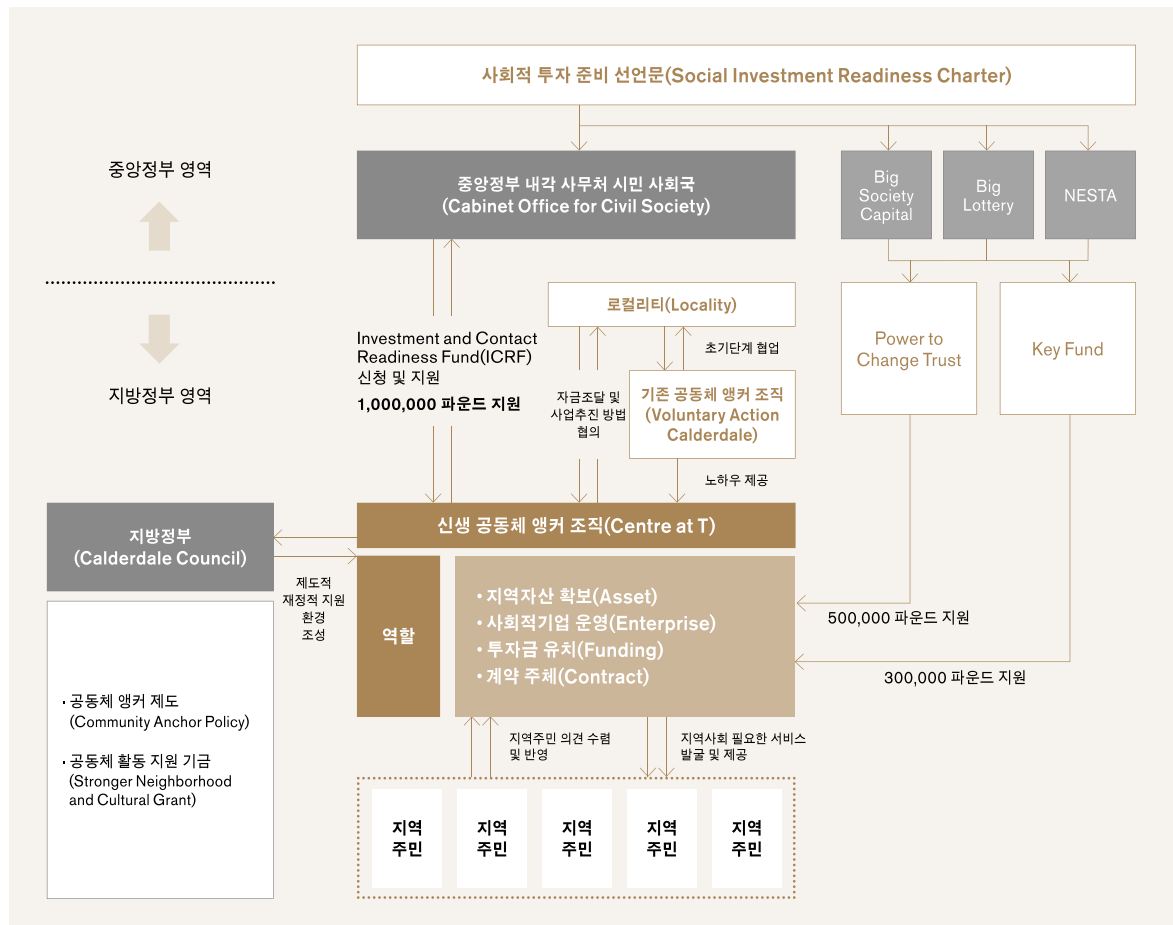 사회적 투자 준비 선언문(Social Investment Readiness Charter)
중앙정부 영역
지방정부 영역
중앙정부 내각 사무처 시민 사회국
(Cabinet Office for Civil Society)
Big
Society
Capital
Big
Lottery
NESTA
Investment and Contact
Readiness Fund(ICRF)
신청 및 지원
1,000,000 파운드 지원
로컬리티(Locality)
초기단계 협업
자금조달 및
사업추진 방법
협의
기존 공동체 앵커 조직
(Voluntary Action
Calderdale)
노하우 제공
Power to
Change Trust
Key Fund
지방정부
(Calderdale Council)
신생 공동체 앵커 조직(Centre at T)
제도적
재정적 지원
환경
조성
역할
• 지역자산 확보(Asset)
• 사회적기업 운영(Enterprise)
• 투자금 유치(Funding)
• 계약 주체(Contract)
500,000 파운드 지원
300,000 파운드 지원
· 공동체 앵커 제도
(Community Anchor Policy)
· 공동체 활동 지원 기금
(Stronger Neighborhood
and Cultural Grant)
지역주민 의견 수렴
및 반영
지역사회 필요한 서비스
발굴 및 제공
지역
주민
지역
주민
지역
주민
지역
주민
지역
주민